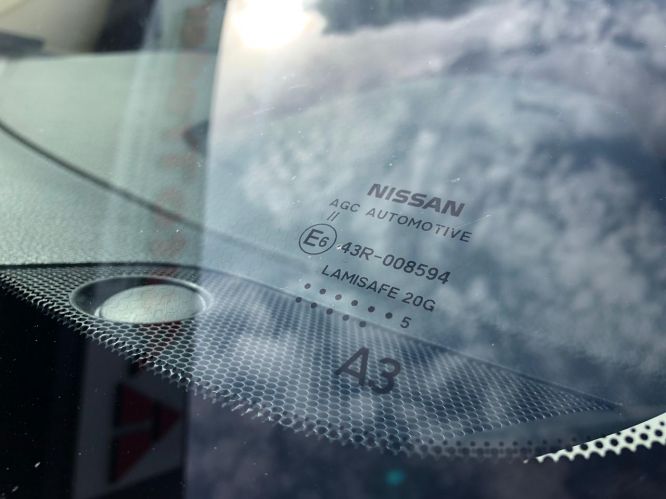 NISSAN
AGC AUTOMOTIVE
//
E6 43R-008594
LAMISAFE 20G
5
A3